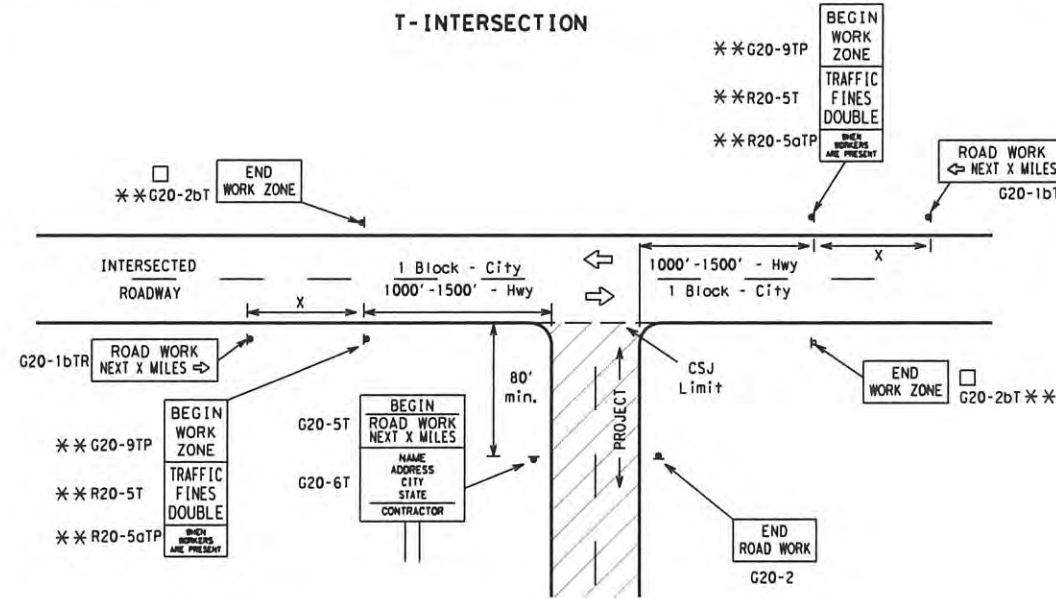 T-INTERSECTION
**G20-9TP
BEGIN
WORK
ZONE
**R20-5T
TRAFFIC
FINES
DOUBLE
**R20-5aTP
WHEN
WORKERS
ARE PRESENT
ROAD WORK
⇦ NEXT X MILES
G20-1bT
□
**G20-2bT
END
WORK ZONE
INTERSECTED
ROADWAY
X
1 Block - City
1000'-1500' - Hwy
⇦
⇨
1000'-1500' - Hwy
1 Block - City
X
G20-1bTR
ROAD WORK
NEXT X MILES ⇨
80'
min.
CSJ
Limit
PROJECT
END
WORK ZONE
□
G20-2bT **
**G20-9TP
BEGIN
WORK
ZONE
**R20-5T
TRAFFIC
FINES
DOUBLE
**R20-5aTP
WHEN
WORKERS
ARE PRESENT
G20-5T
BEGIN
ROAD WORK
NEXT X MILES
G20-6T
NAME
ADDRESS
CITY
STATE
CONTRACTOR
END
ROAD WORK
G20-2